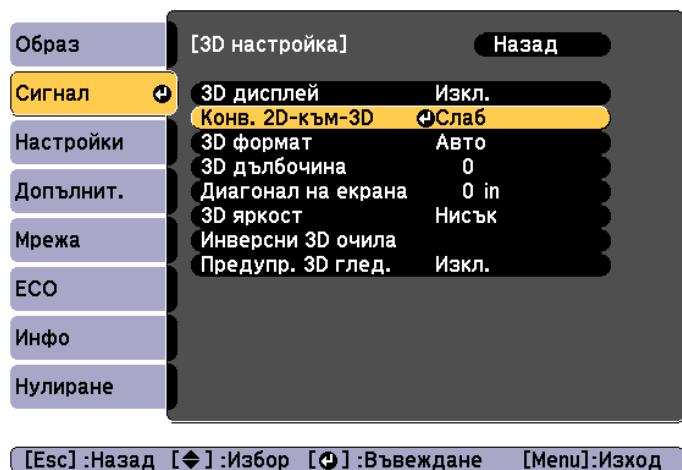 Образ
Сигнал
Настройки
Допълнит.
Мрежа
ECO
Инфо
Нулиране
[3D настройка] Назад
3D дисплей Изкл.
Конв. 2D-към-3D Слаб
3D формат Авто
3D дълбочина 0
Диагонал на екрана 0 in
3D яркост Нисък
Инверсни 3D очила
Предупр. 3D глед. Изкл.
[Esc] :Назад [◆] :Избор [⏎] :Въвеждане [Menu]:Изход